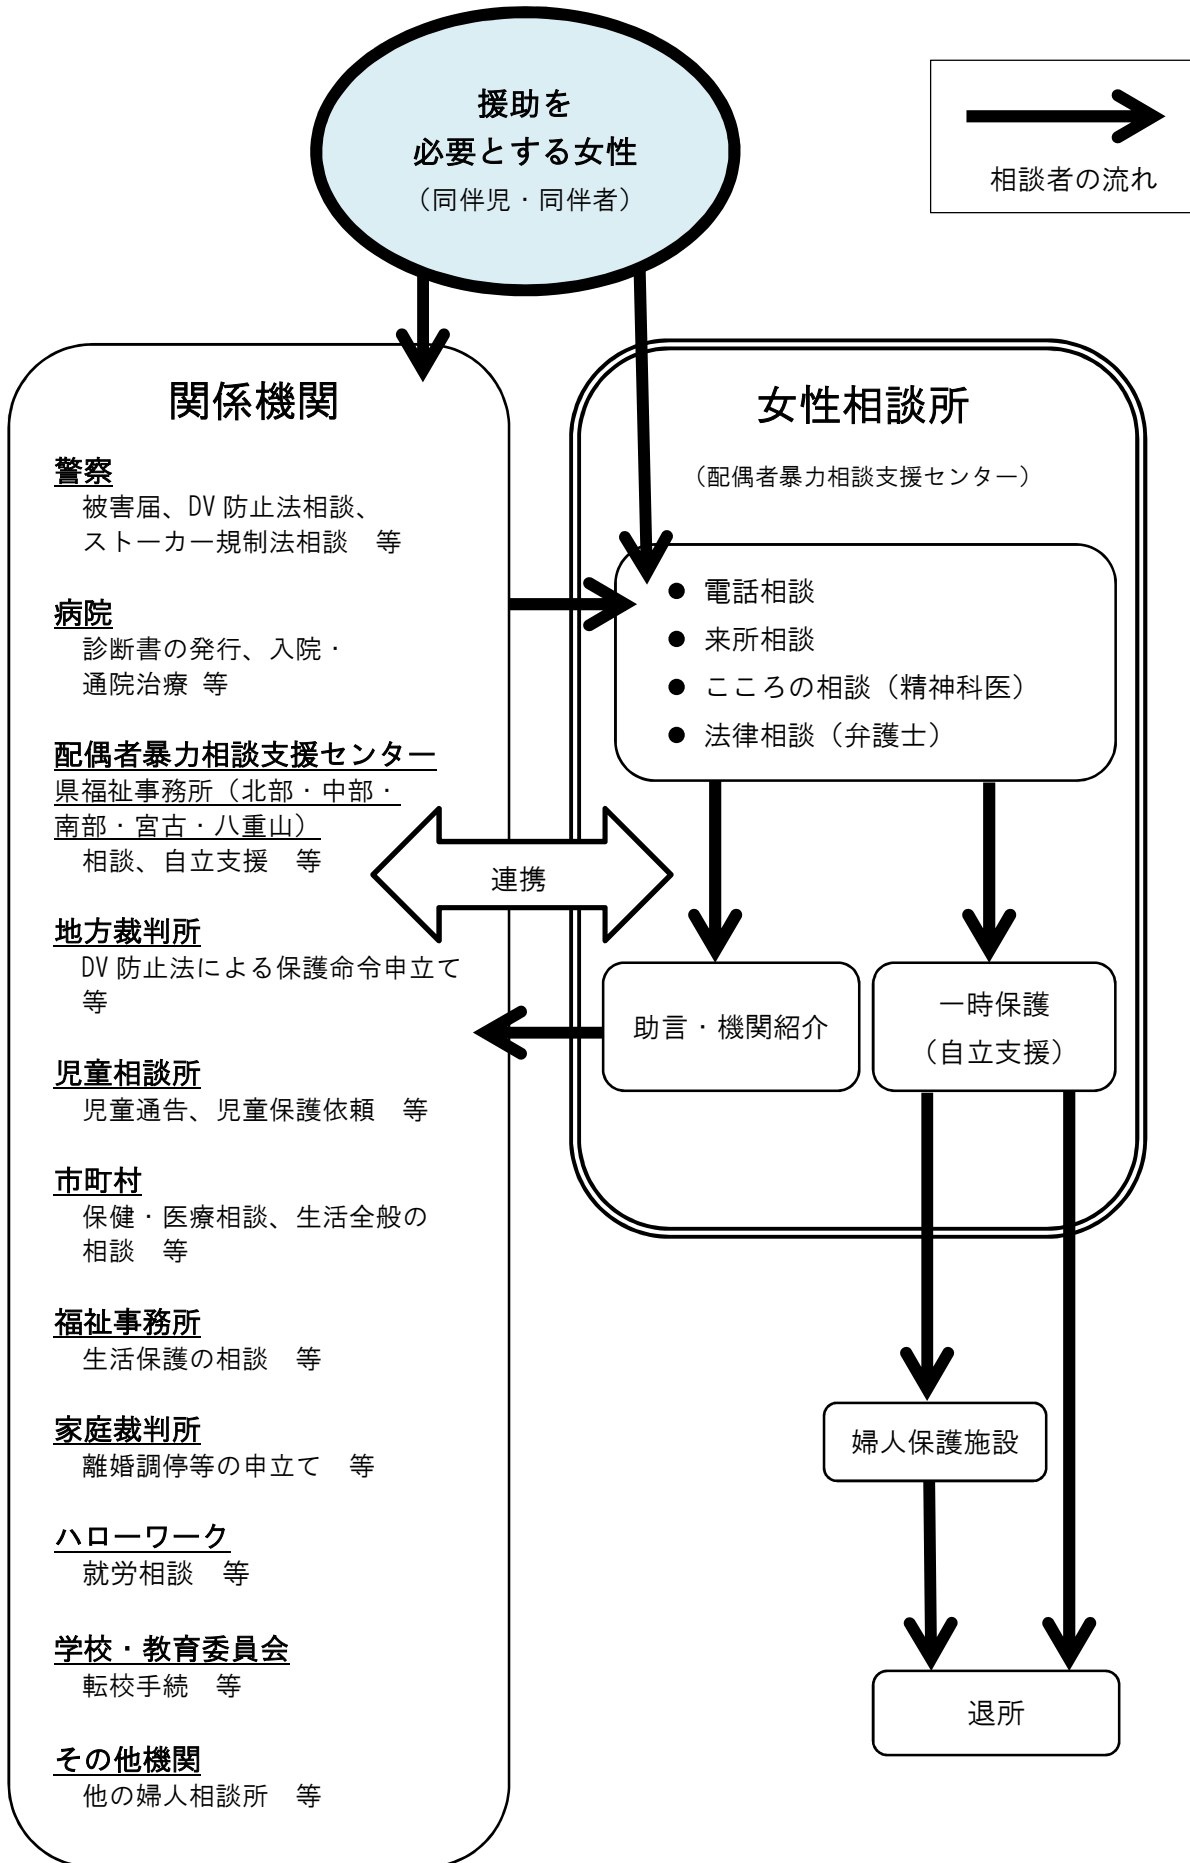 援助を
必要とする女性
（同伴児・同伴者）
相談者の流れ
関係機関
警察
被害届、DV防止法相談、
ストーカー規制法相談　等
病院
診断書の発行、入院・
通院治療 等
配偶者暴力相談支援センター
県福祉事務所（北部・中部・
南部・宮古・八重山）
相談、自立支援　等
地方裁判所
DV防止法による保護命令申立て
等
児童相談所
児童通告、児童保護依頼　等
市町村
保健・医療相談、生活全般の
相談　等
福祉事務所
生活保護の相談　等
家庭裁判所
離婚調停等の申立て　等
ハローワーク
就労相談　等
学校・教育委員会
転校手続　等
その他機関
他の婦人相談所　等
連携
女性相談所
（配偶者暴力相談支援センター）
● 電話相談
● 来所相談
● こころの相談（精神科医）
● 法律相談（弁護士）
助言・機関紹介
一時保護
（自立支援）
婦人保護施設
退所